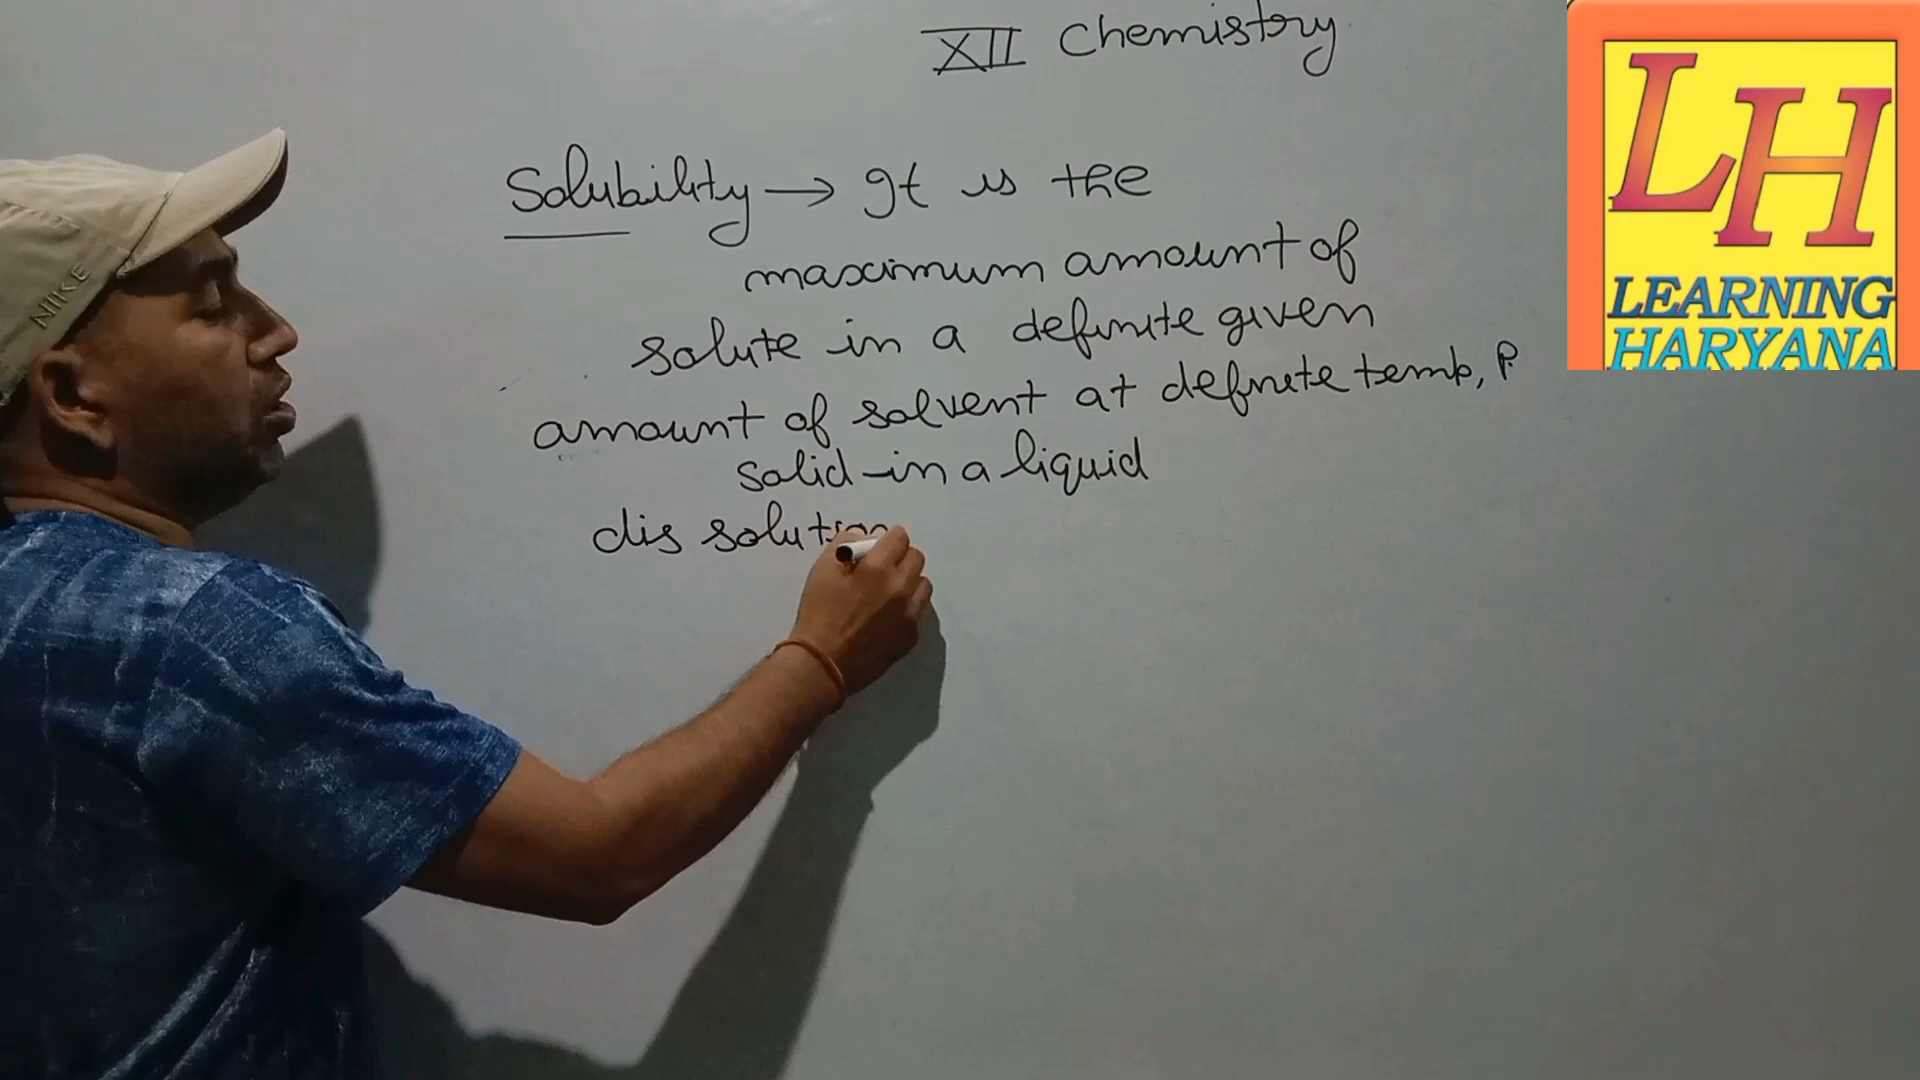 XII Chemistry
Solubility → It is the
maximum amount of
solute in a definite given
amount of solvent at definite temp, P
solid in a liquid
dis solution
NIKE
LH
LEARNING
HARYANA